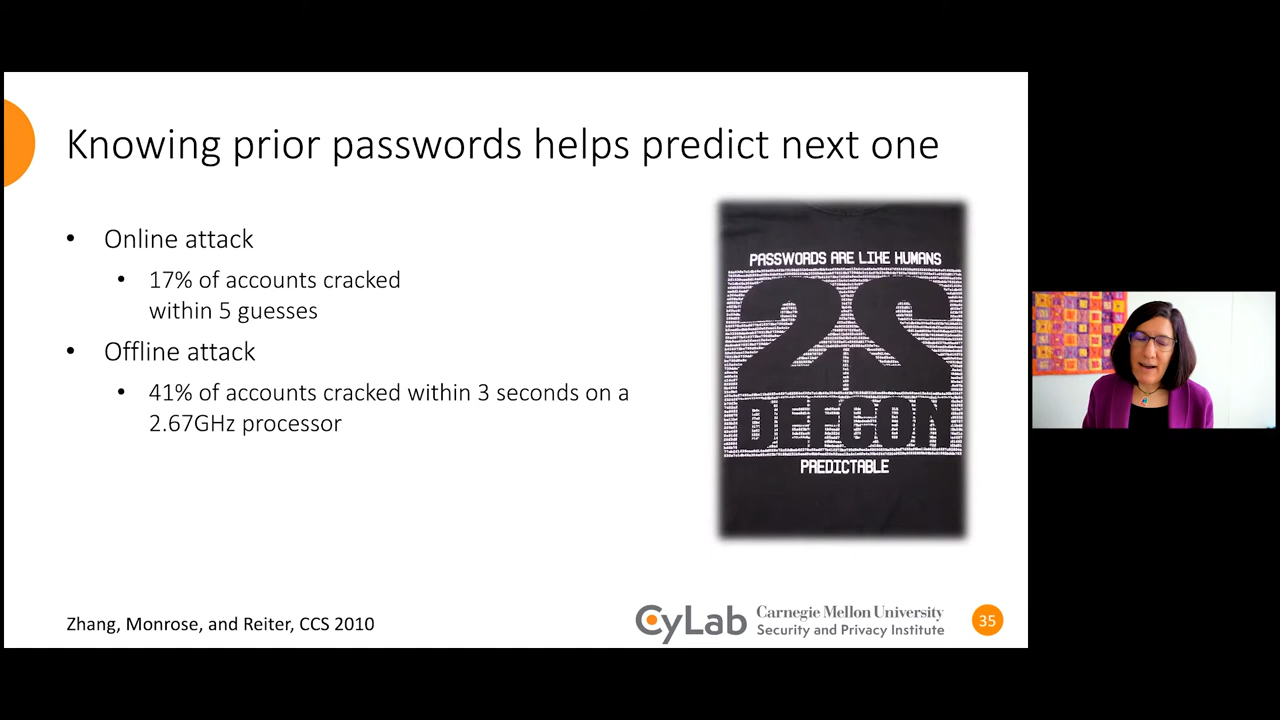 Knowing prior passwords helps predict next one
• Online attack
• 17% of accounts cracked
within 5 guesses
• Offline attack
• 41% of accounts cracked within 3 seconds on a
2.67GHz processor
PASSWORDS ARE LIKE HUMANS
22
DEFCON
PREDICTABLE
Zhang, Monrose, and Reiter, CCS 2010
CyLab
Carnegie Mellon University
Security and Privacy Institute
35